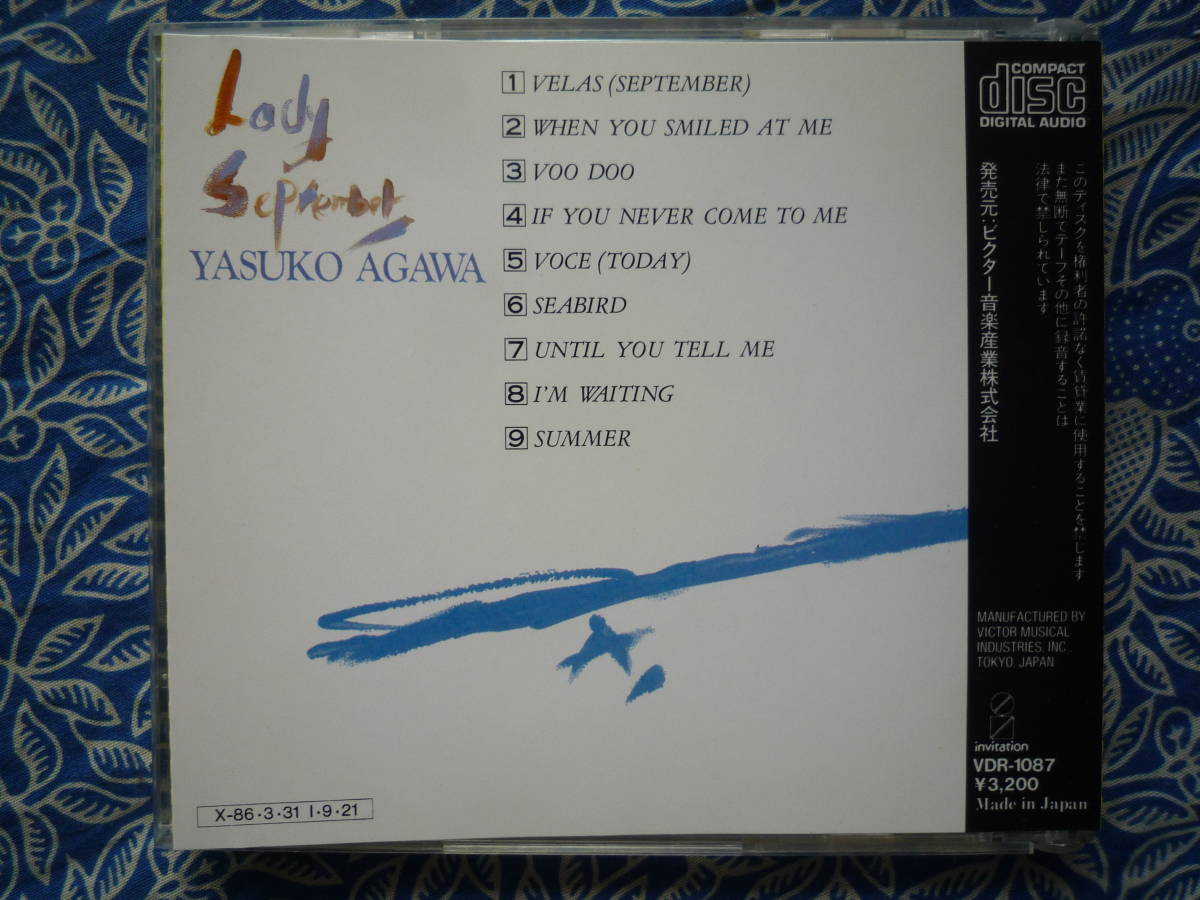 Lady
September
YASUKO AGAWA
1 VELAS (SEPTEMBER)
2 WHEN YOU SMILED AT ME
3 VOO DOO
4 IF YOU NEVER COME TO ME
5 VOCE (TODAY)
6 SEABIRD
7 UNTIL YOU TELL ME
8 I'M WAITING
9 SUMMER
X-86・3・31 I・9・21
COMPACT
disc
DIGITAL AUDIO
このディスクを権利者の許諾なく賃貸業に使用することを禁じます
また無断でテープその他に録音することは
法律で禁じられています
発売元:ビクター音楽産業株式会社
MANUFACTURED BY
VICTOR MUSICAL
INDUSTRIES, INC.,
TOKYO, JAPAN
invitation
VDR-1087
¥3,200
Made in Japan